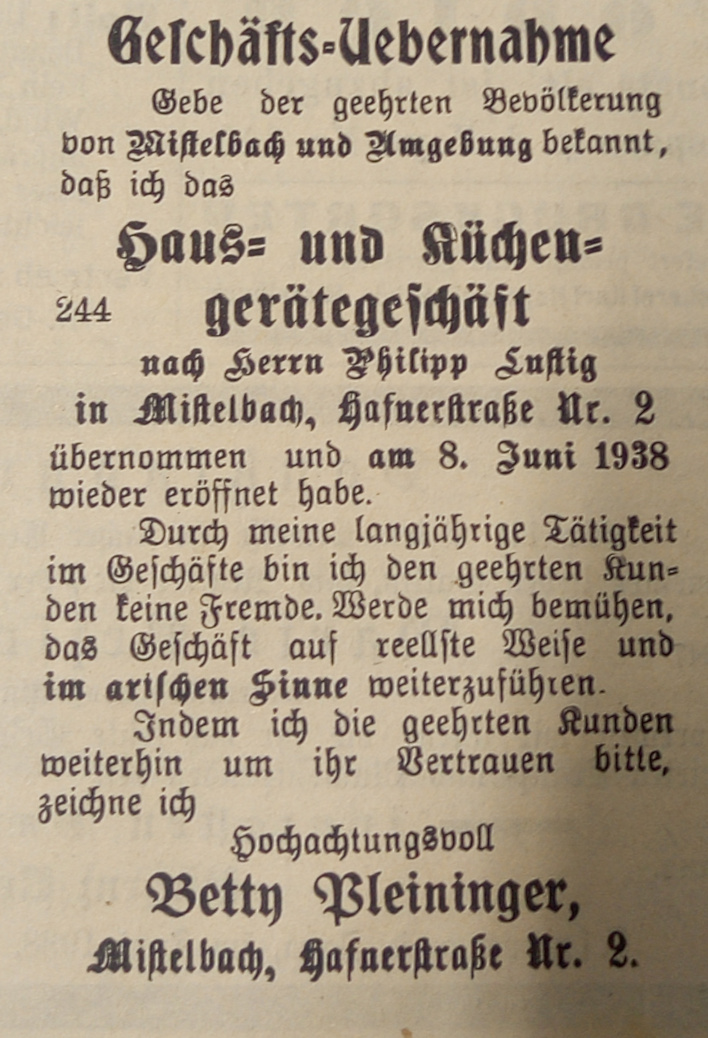 Geschäfts-Uebernahme
Gebe der geehrten Bevölkerung
von Mistelbach und Umgebung bekannt,
daß ich das
Haus- und Küchen-
244 gerätegeschäft
nach Herrn Philipp Lustig
in Mistelbach, Hafnerstraße Nr. 2
übernommen und am 8. Juni 1938
wieder eröffnet habe.
Durch meine langjährige Tätigkeit
im Geschäfte bin ich den geehrten Kun-
den keine Fremde. Werde mich bemühen,
das Geschäft auf reellste Weise und
im arischen Sinne weiterzuführen.
Indem ich die geehrten Kunden
weiterhin um ihr Vertrauen bitte,
zeichne ich
Hochachtungsvoll
Betty Pleininger,
Mistelbach, Hafnerstraße Nr. 2.